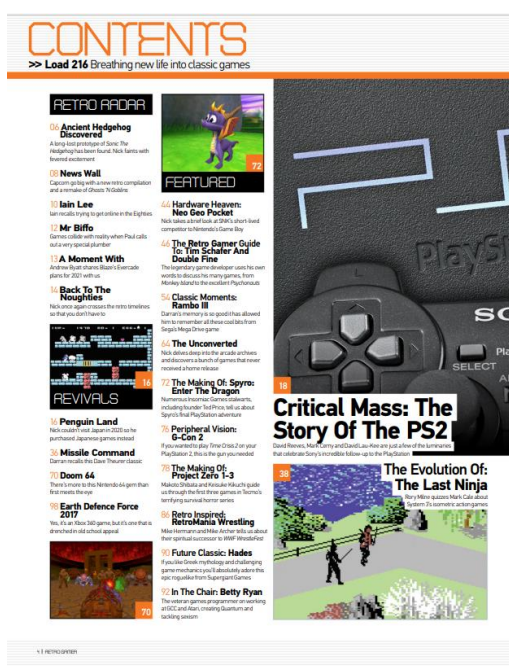 CONTENTS
>> Load 216 Breathing new life into classic games
RETRO RADAR
06 Ancient Hedgehog
Discovered
A long-lost prototype of Sonic The
Hedgehog has been found. Nick faints with
fevered excitement
08 News Wall
Capcom go big with a new retro compilation
and a remake of Ghosts 'N Goblins
10 Iain Lee
Iain recalls trying to get online in the Eighties
12 Mr Biffo
Games collide with reality when Paul calls
out a very special plumber
13 A Moment With
Andrew Byatt shares Blaze's Evercade
plans for 2021 with us
14 Back To The
Noughties
Nick once again crosses the retro timelines
so that you don't have to
16
REVIVALS
16 Penguin Land
Nick couldn't visit Japan in 2020 so he
purchased Japanese games instead
36 Missile Command
Darran recalls this Dave Theurer classic
70 Doom 64
There's more to this Nintendo 64 gem than
first meets the eye
98 Earth Defence Force
2017
Yes, it's an Xbox 360 game, but it's one that is
drenched in old school appeal
70
72
FEATURED
44 Hardware Heaven:
Neo Geo Pocket
Nick takes a brief look at SNK's short-lived
competitor to Nintendo's Game Boy
46 The Retro Gamer Guide
To: Tim Schafer And
Double Fine
The legendary game developer uses his own
words to discuss his many games, from
Monkey Island to the excellent Psychonauts
54 Classic Moments:
Rambo III
Darran's memory is so good it has allowed
him to remember all these cool bits from
Sega's Mega Drive game
64 The Unconverted
Nick delves deep into the arcade archives
and discovers a bunch of games that never
received a home release
72 The Making Of: Spyro:
Enter The Dragon
Numerous Insomniac Games stalwarts,
including founder Ted Price, tell us about
Spyro's final PlayStation adventure
76 Peripheral Vision:
G-Con 2
If you wanted to play Time Crisis 2 on your
PlayStation 2, this is the gun you needed
78 The Making Of:
Project Zero 1-3
Makoto Shibata and Keisuke Kikuchi guide
us through the first three games in Tecmo's
terrifying survival horror series
86 Retro Inspired:
RetroMania Wrestling
Mike Hermann and Mike Archer tells us about
their spiritual successor to WWF WrestleFest
90 Future Classic: Hades
If you like Greek mythology and challenging
game mechanics you'll absolutely adore this
epic roguelike from Supergiant Games
92 In The Chair: Betty Ryan
The veteran games programmer on working
at GCC and Atari, creating Quantum and
tackling sexism
PlayS
SO
SELECT
18
Critical Mass: The
Story Of The PS2
David Reeves, Mark Cerny and David Lau-Kee are just a few of the luminaries
that celebrate Sony's incredible follow-up to the PlayStation
38
The Evolution Of:
The Last Ninja
Rory Milne quizzes Mark Cale about
System 3's isometric action games
4 | RETRO GAMER